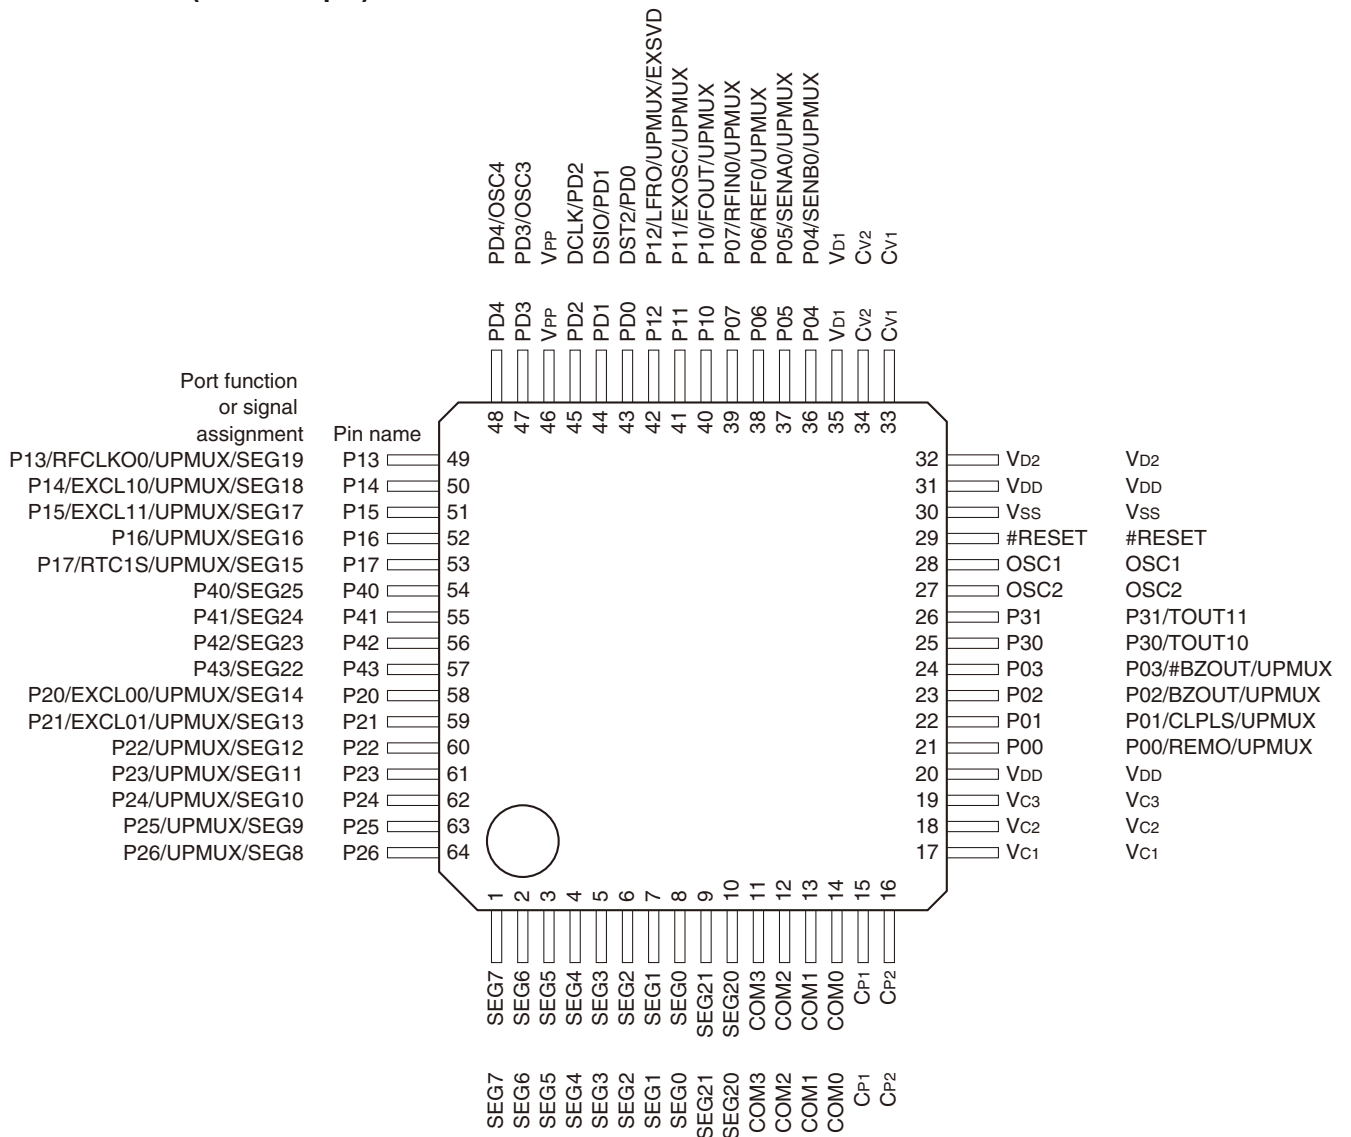 PD4/OSC4
PD3/OSC3
VPP
DCLK/PD2
DSIO/PD1
DST2/PD0
P12/LFRO/UPMUX/EXSVD
P11/EXOSC/UPMUX
P10/FOUT/UPMUX
P07/RFIN0/UPMUX
P06/REF0/UPMUX
P05/SENA0/UPMUX
P04/SENB0/UPMUX
VD1
CV2
CV1
PD4
PD3
VPP
PD2
PD1
PD0
P12
P11
P10
P07
P06
P05
P04
VD1
CV2
CV1
48
47
46
45
44
43
42
41
40
39
38
37
36
35
34
33
Port function
or signal
assignment Pin name
P13/RFCLKO0/UPMUX/SEG19 P13 49
P14/EXCL10/UPMUX/SEG18 P14 50
P15/EXCL11/UPMUX/SEG17 P15 51
P16/UPMUX/SEG16 P16 52
P17/RTC1S/UPMUX/SEG15 P17 53
P40/SEG25 P40 54
P41/SEG24 P41 55
P42/SEG23 P42 56
P43/SEG22 P43 57
P20/EXCL00/UPMUX/SEG14 P20 58
P21/EXCL01/UPMUX/SEG13 P21 59
P22/UPMUX/SEG12 P22 60
P23/UPMUX/SEG11 P23 61
P24/UPMUX/SEG10 P24 62
P25/UPMUX/SEG9 P25 63
P26/UPMUX/SEG8 P26 64
32 VD2 VD2
31 VDD VDD
30 VSS VSS
29 #RESET #RESET
28 OSC1 OSC1
27 OSC2 OSC2
26 P31 P31/TOUT11
25 P30 P30/TOUT10
24 P03 P03/#BZOUT/UPMUX
23 P02 P02/BZOUT/UPMUX
22 P01 P01/CLPLS/UPMUX
21 P00 P00/REMO/UPMUX
20 VDD VDD
19 VC3 VC3
18 VC2 VC2
17 VC1 VC1
1
2
3
4
5
6
7
8
9
10
11
12
13
14
15
16
SEG7
SEG6
SEG5
SEG4
SEG3
SEG2
SEG1
SEG0
SEG21
SEG20
COM3
COM2
COM1
COM0
CP1
CP2
SEG7
SEG6
SEG5
SEG4
SEG3
SEG2
SEG1
SEG0
SEG21
SEG20
COM3
COM2
COM1
COM0
CP1
CP2